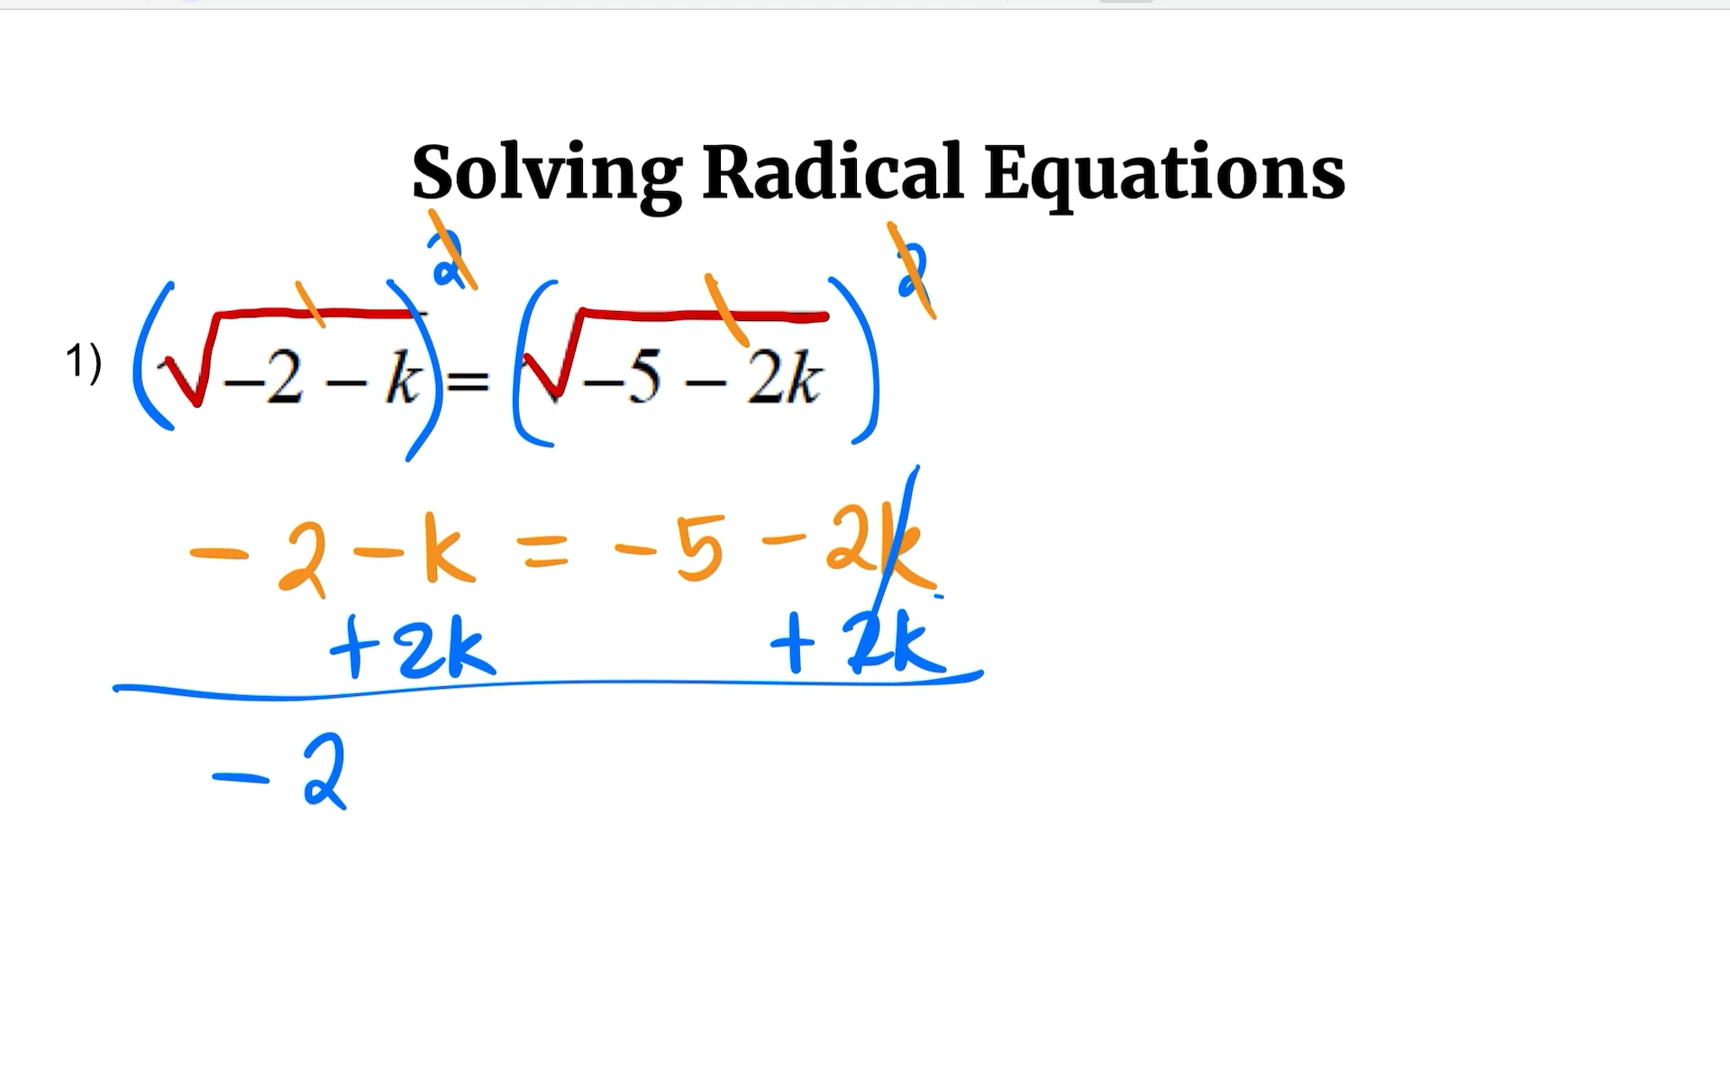 Solving Radical Equations
1) (√−2 − k)² = (√−5 − 2k)²
- 2 - k = - 5 - 2k
+ 2k + 2k
- 2